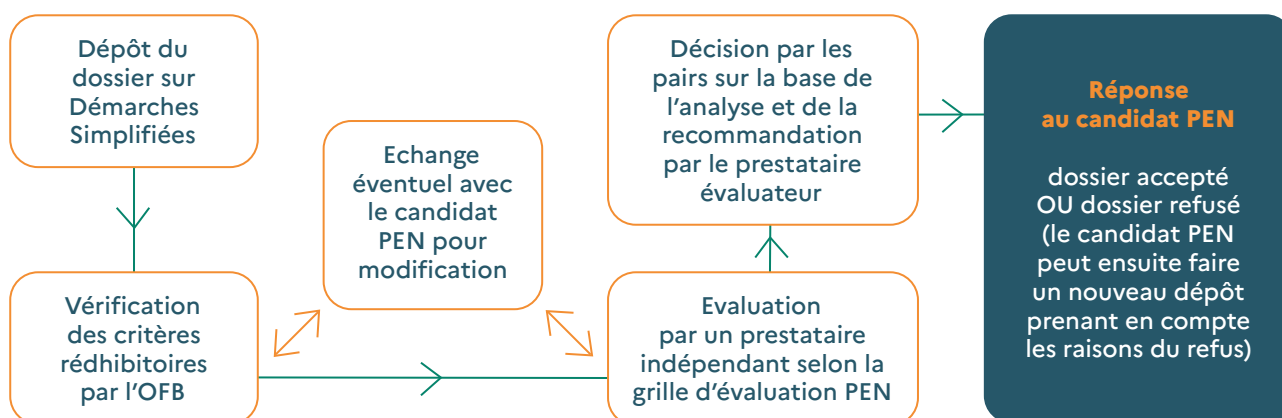 Dépôt du
dossier sur
Démarches
Simplifiées
Vérification
des critères
rédhibitoires
par l'OFB
Echange
éventuel avec
le candidat
PEN pour
modification
Evaluation
par un prestataire
indépendant selon la
grille d'évaluation PEN
Décision par les
pairs sur la base de
l'analyse et de la
recommandation
par le prestataire
évaluateur
Réponse
au candidat PEN
dossier accepté
OU dossier refusé
(le candidat PEN
peut ensuite faire
un nouveau dépôt
prenant en compte
les raisons du refus)